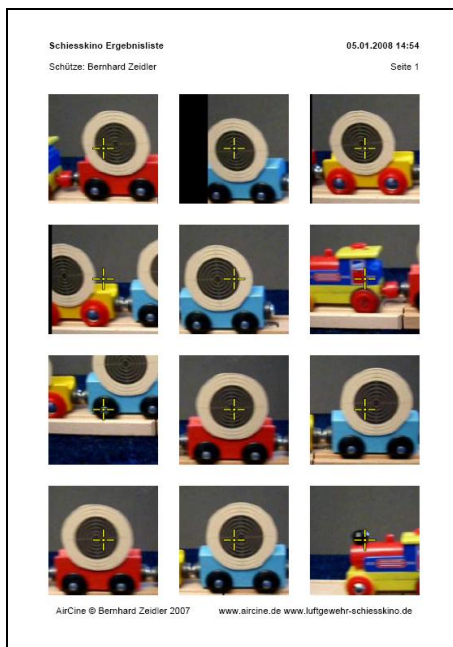 Schiesskino Ergebnisliste 05.01.2008 14:54
Schütze: Bernhard Zeidler Seite 1
AirCine © Bernhard Zeidler 2007 www.aircine.de www.luftgewehr-schiesskino.de